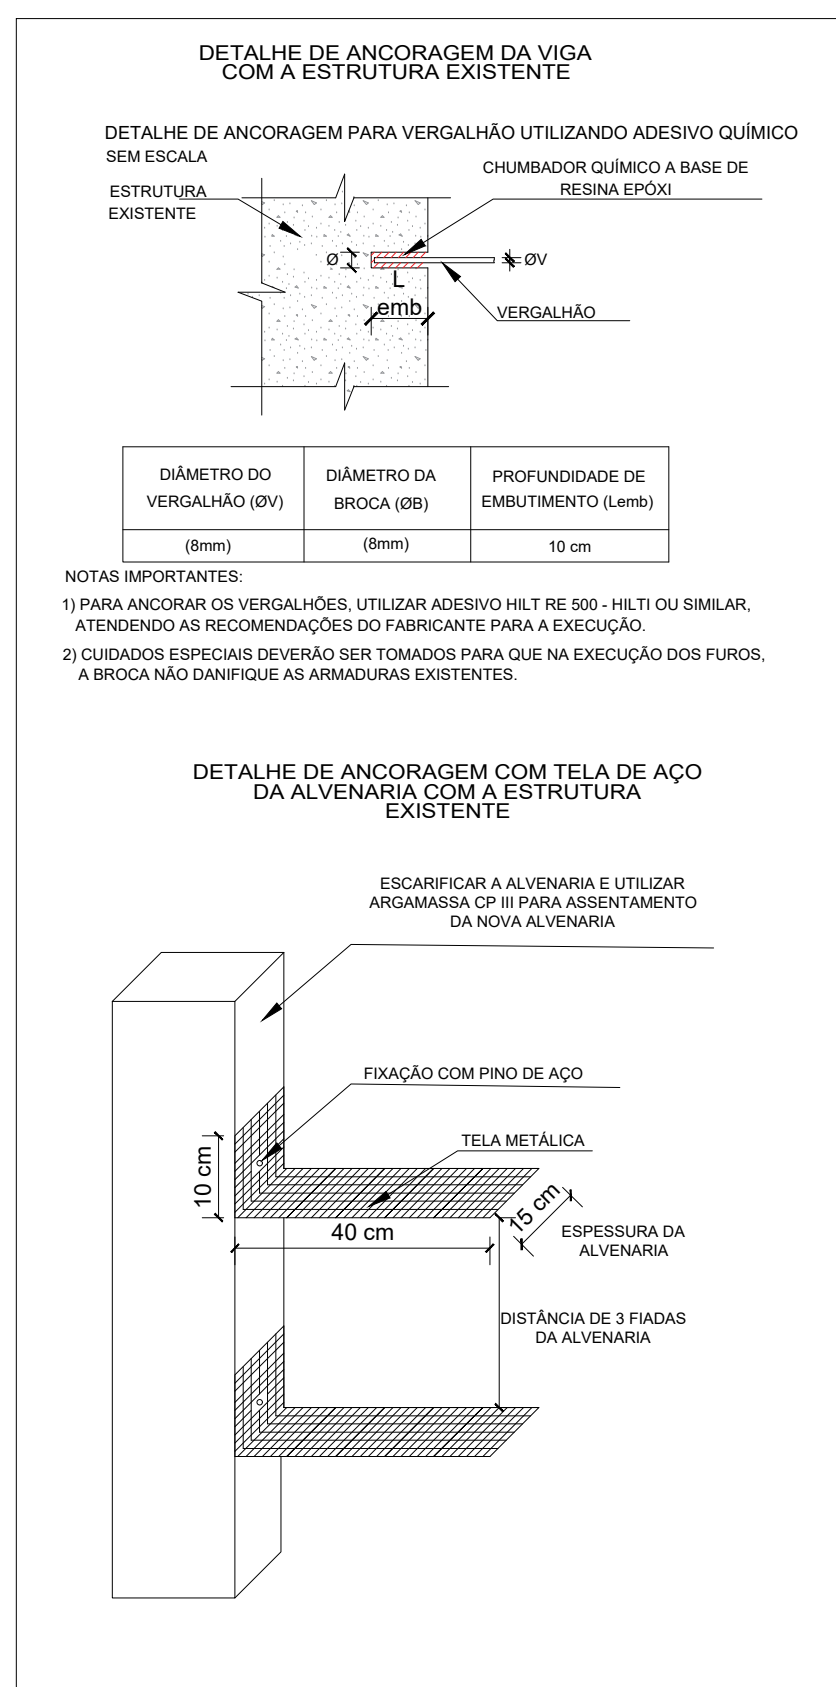 DETALHE DE ANCORAGEM DA VIGA
COM A ESTRUTURA EXISTENTE
DETALHE DE ANCORAGEM PARA VERGALHÃO UTILIZANDO ADESIVO QUÍMICO
SEM ESCALA
CHUMBADOR QUÍMICO A BASE DE
RESINA EPÓXI
ESTRUTURA
EXISTENTE
Ø
ØV
L
emb
VERGALHÃO
DIÂMETRO DO
VERGALHÃO (ØV)
DIÂMETRO DA
BROCA (ØB)
PROFUNDIDADE DE
EMBUTIMENTO (Lemb)
(8mm)
(8mm)
10 cm
NOTAS IMPORTANTES:
1) PARA ANCORAR OS VERGALHÕES, UTILIZAR ADESIVO HILT RE 500 - HILTI OU SIMILAR,
ATENDENDO AS RECOMENDAÇÕES DO FABRICANTE PARA A EXECUÇÃO.
2) CUIDADOS ESPECIAIS DEVERÃO SER TOMADOS PARA QUE NA EXECUÇÃO DOS FUROS,
A BROCA NÃO DANIFIQUE AS ARMADURAS EXISTENTES.
DETALHE DE ANCORAGEM COM TELA DE AÇO
DA ALVENARIA COM A ESTRUTURA
EXISTENTE
ESCARIFICAR A ALVENARIA E UTILIZAR
ARGAMASSA CP III PARA ASSENTAMENTO
DA NOVA ALVENARIA
FIXAÇÃO COM PINO DE AÇO
TELA METÁLICA
10 cm
40 cm
15 cm
ESPESSURA DA
ALVENARIA
DISTÂNCIA DE 3 FIADAS
DA ALVENARIA